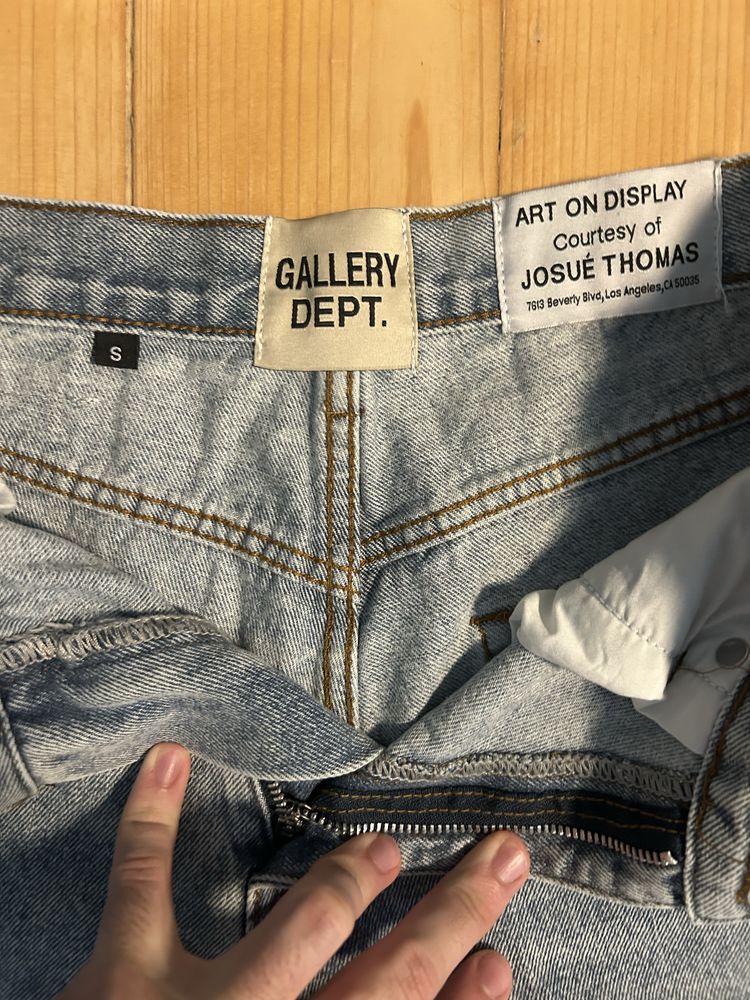 GALLERY
DEPT.
ART ON DISPLAY
Courtesy of
JOSUÉ THOMAS
7613 Beverly Blvd, Los Angeles, CA 50035
S